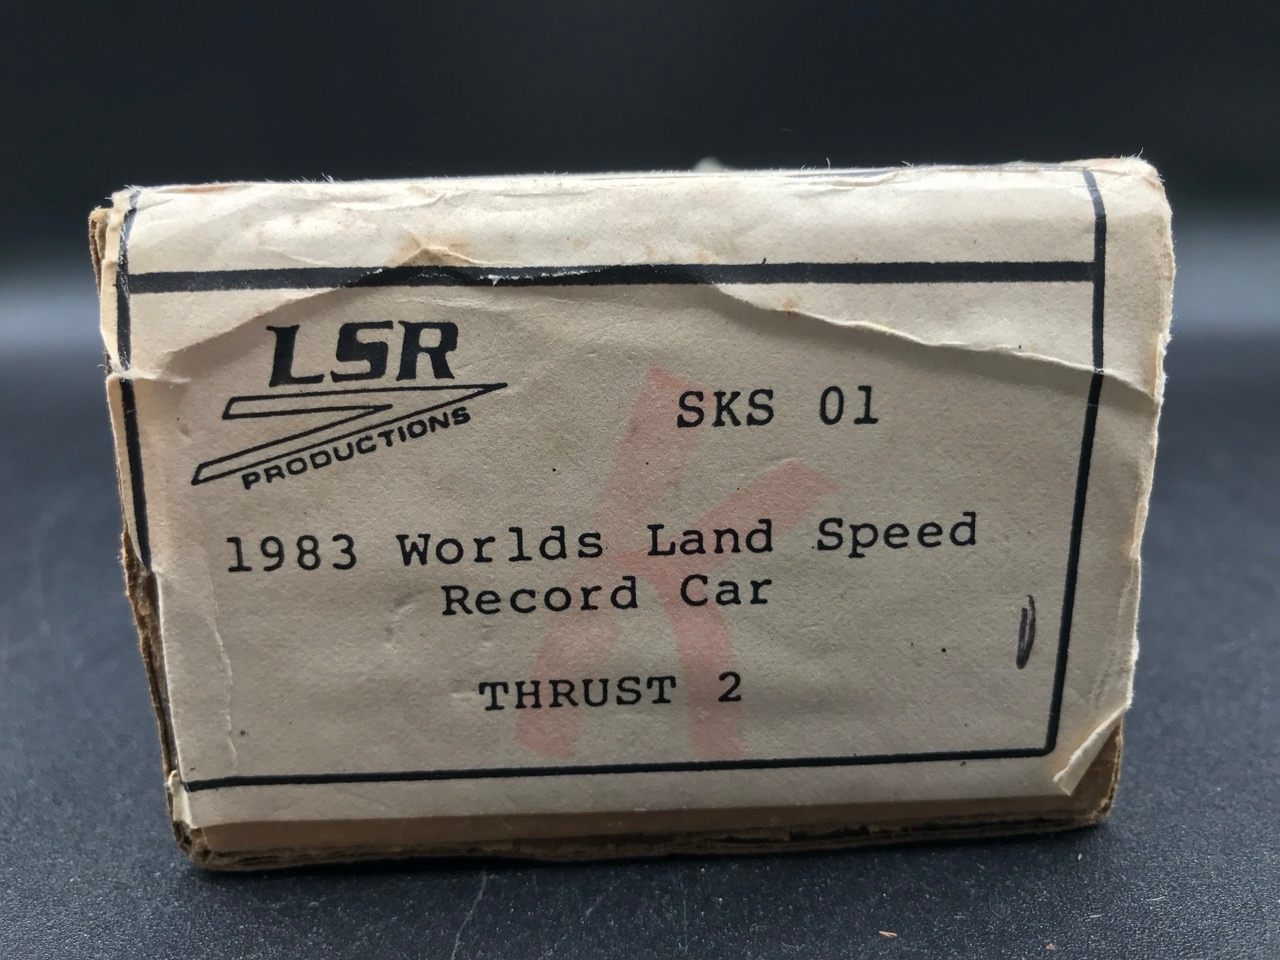 LSR
PRODUCTIONS
SKS 01
1983 Worlds Land Speed
Record Car
THRUST 2